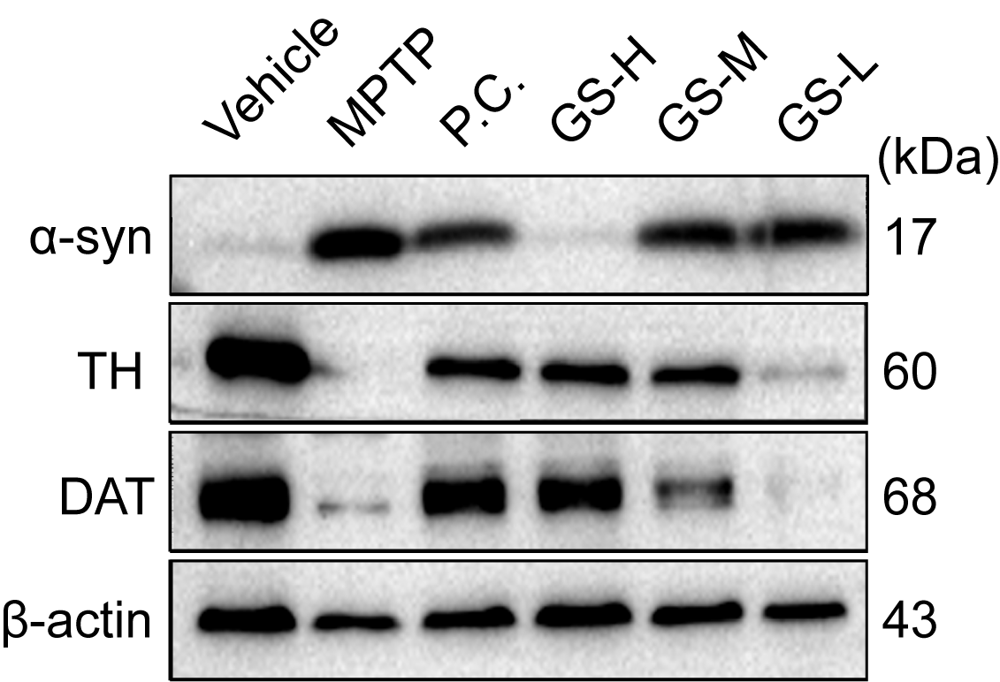 Vehicle MPTP P.C. GS-H GS-M GS-L
(kDa)
α-syn 17
TH 60
DAT 68
β-actin 43